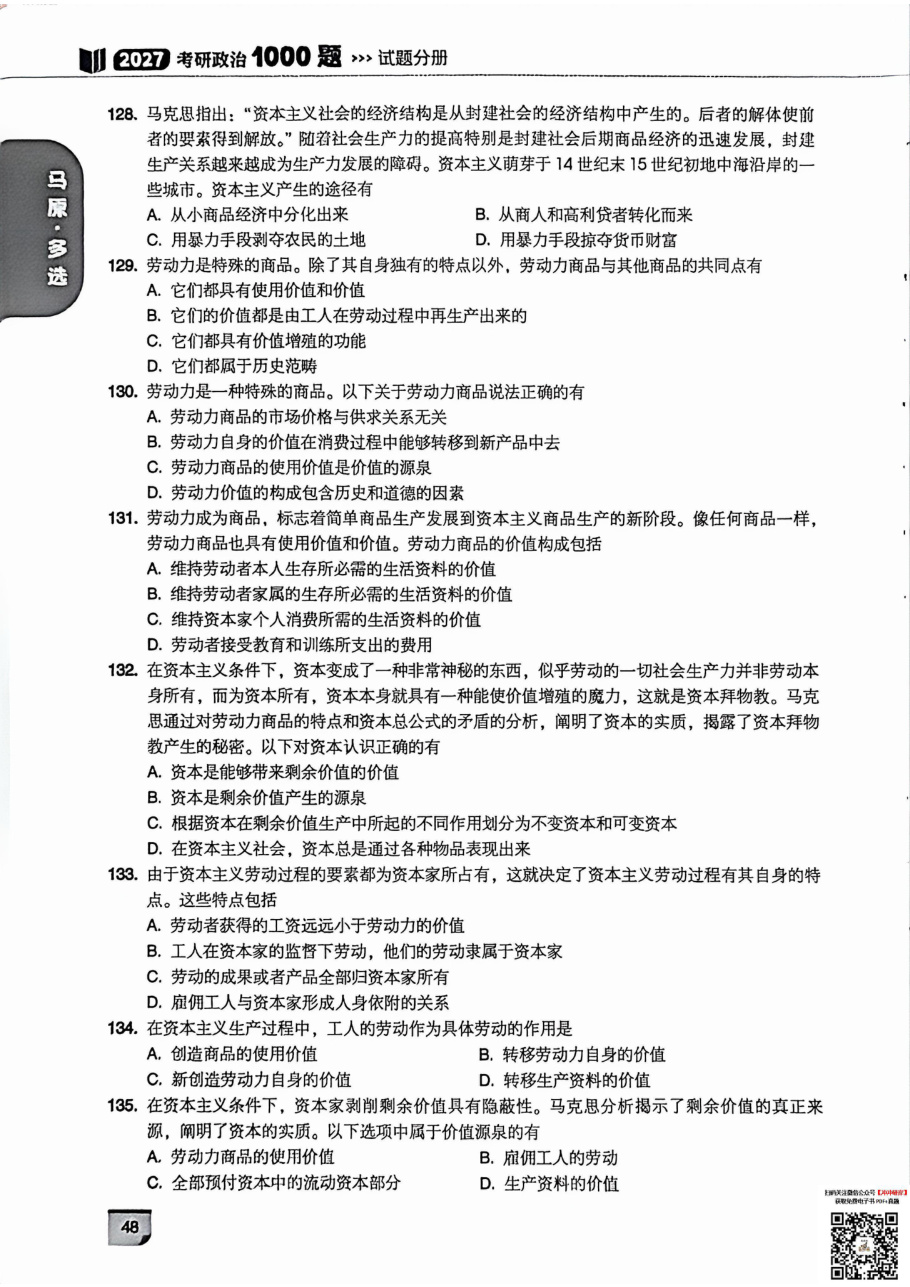 2027 考研政治1000题 >>> 试题分册
马原·多选
128. 马克思指出：“资本主义社会的经济结构是从封建社会的经济结构中产生的。后者的解体使前
者的要素得到解放。”随着社会生产力的提高特别是封建社会后期商品经济的迅速发展，封建
生产关系越来越成为生产力发展的障碍。资本主义萌芽于14世纪末15世纪初地中海沿岸的一
些城市。资本主义产生的途径有
A. 从小商品经济中分化出来 B. 从商人和高利贷者转化而来
C. 用暴力手段剥夺农民的土地 D. 用暴力手段掠夺货币财富
129. 劳动力是特殊的商品。除了其自身独有的特点以外，劳动力商品与其他商品的共同点有
A. 它们都具有使用价值和价值
B. 它们的价值都是由工人在劳动过程中再生产出来的
C. 它们都具有价值增殖的功能
D. 它们都属于历史范畴
130. 劳动力是一种特殊的商品。以下关于劳动力商品说法正确的有
A. 劳动力商品的市场价格与供求关系无关
B. 劳动力自身的价值在消费过程中能够转移到新产品中去
C. 劳动力商品的使用价值是价值的源泉
D. 劳动力价值的构成包含历史和道德的因素
131. 劳动力成为商品，标志着简单商品生产发展到资本主义商品生产的新阶段。像任何商品一样，
劳动力商品也具有使用价值和价值。劳动力商品的价值构成包括
A. 维持劳动者本人生存所必需的生活资料的价值
B. 维持劳动者家属的生存所必需的生活资料的价值
C. 维持资本家个人消费所需的生活资料的价值
D. 劳动者接受教育和训练所支出的费用
132. 在资本主义条件下，资本变成了一种非常神秘的东西，似乎劳动的一切社会生产力并非劳动本
身所有，而为资本所有，资本本身就具有一种能使价值增殖的魔力，这就是资本拜物教。马克
思通过对劳动力商品的特点和资本总公式的矛盾的分析，阐明了资本的实质，揭露了资本拜物
教产生的秘密。以下对资本认识正确的有
A. 资本是能够带来剩余价值的价值
B. 资本是剩余价值产生的源泉
C. 根据资本在剩余价值生产中所起的不同作用划分为不变资本和可变资本
D. 在资本主义社会，资本总是通过各种物品表现出来
133. 由于资本主义劳动过程的要素都为资本家所占有，这就决定了资本主义劳动过程有其自身的特
点。这些特点包括
A. 劳动者获得的工资远远小于劳动力的价值
B. 工人在资本家的监督下劳动，他们的劳动隶属于资本家
C. 劳动的成果或者产品全部归资本家所有
D. 雇佣工人与资本家形成人身依附的关系
134. 在资本主义生产过程中，工人的劳动作为具体劳动的作用是
A. 创造商品的使用价值 B. 转移劳动力自身的价值
C. 新创造劳动力自身的价值 D. 转移生产资料的价值
135. 在资本主义条件下，资本家剥削剩余价值具有隐蔽性。马克思分析揭示了剩余价值的真正来
源，阐明了资本的实质。以下选项中属于价值源泉的有
A. 劳动力商品的使用价值 B. 雇佣工人的劳动
C. 全部预付资本中的流动资本部分 D. 生产资料的价值
48
扫码关注微信公众号
获取免费电子书PDF+真题